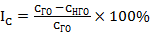 I_C = (c_ГО − c_НГО) / c_ГО × 100%